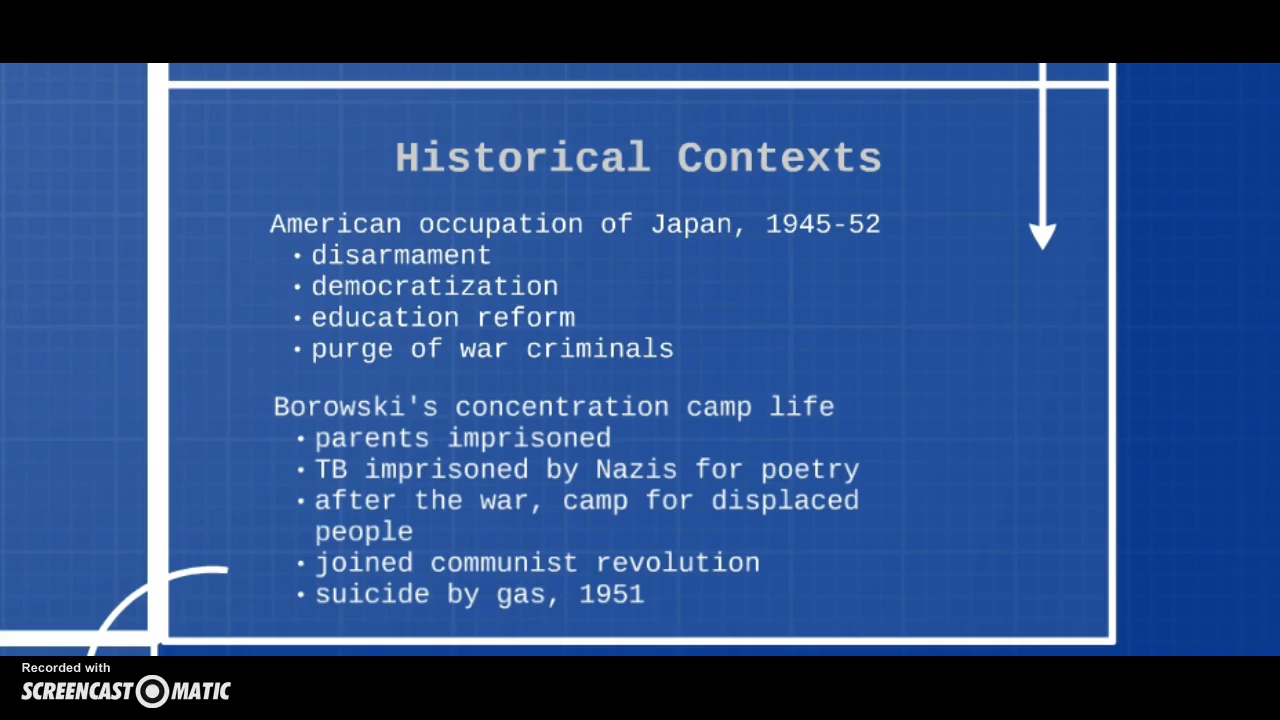 Historical Contexts
American occupation of Japan, 1945-52
• disarmament
• democratization
• education reform
• purge of war criminals
Borowski's concentration camp life
• parents imprisoned
• TB imprisoned by Nazis for poetry
• after the war, camp for displaced
people
• joined communist revolution
• suicide by gas, 1951
Recorded with
SCREENCAST-O-MATIC